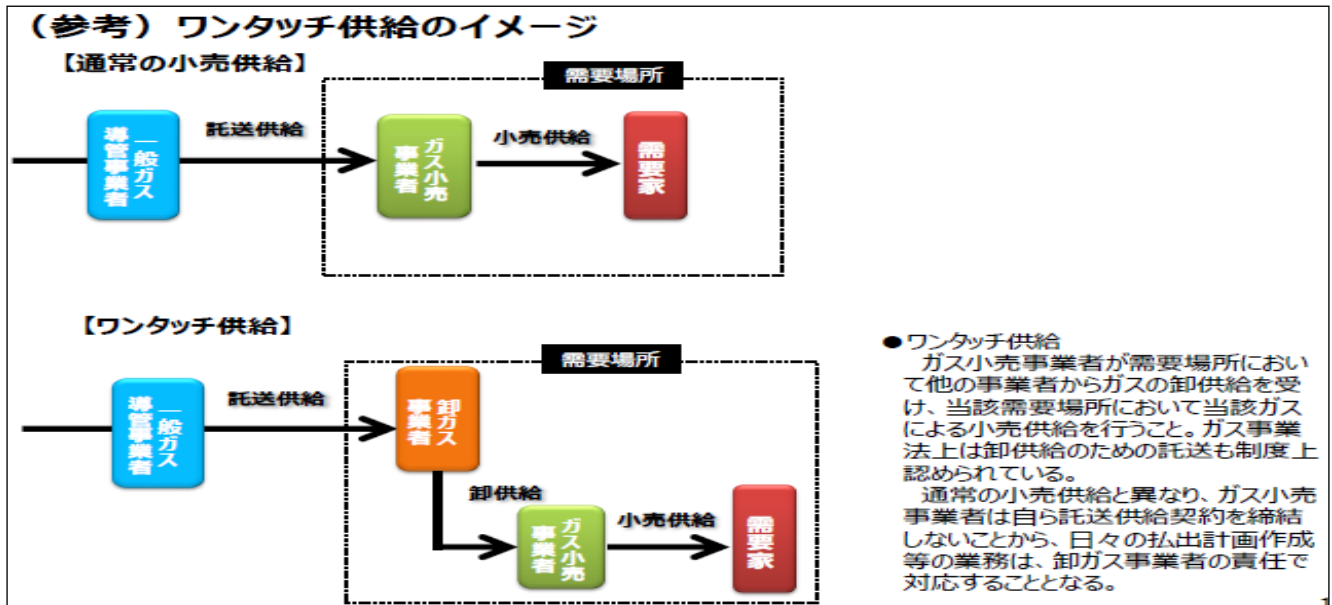 （参考）ワンタッチ供給のイメージ
【通常の小売供給】
需要場所
一般ガス
導管事業者
託送供給
ガス小売
事業者
小売供給
需要家
【ワンタッチ供給】
需要場所
一般ガス
導管事業者
託送供給
卸ガス
事業者
卸供給
ガス小売
事業者
小売供給
需要家
●ワンタッチ供給
ガス小売事業者が需要場所におい
て他の事業者からガスの卸供給を受
け、当該需要場所において当該ガス
による小売供給を行うこと。ガス事業
法上は卸供給のための託送も制度上
認められている。
通常の小売供給と異なり、ガス小売
事業者は自ら託送供給契約を締結
しないことから、日々の払出計画作成
等の業務は、卸ガス事業者の責任で
対応することとなる。